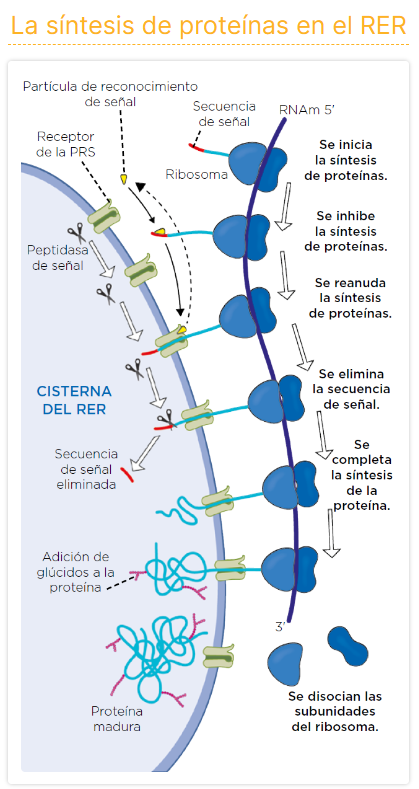 La síntesis de proteínas en el RER
Partícula de reconocimiento
de señal
Secuencia
de señal
RNAm 5'
Receptor
de la PRS
Ribosoma
Se inicia
la síntesis
de proteínas.
Peptidasa
de señal
Se inhibe
la síntesis
de proteínas.
Se reanuda
la síntesis
de proteínas.
CISTERNA
DEL RER
Se elimina
la secuencia
de señal.
Secuencia
de señal
eliminada
Se
completa
la síntesis
de la
proteína.
Adición de
glúcidos a la
proteína
3'
Proteína
madura
Se disocian las
subunidades
del ribosoma.